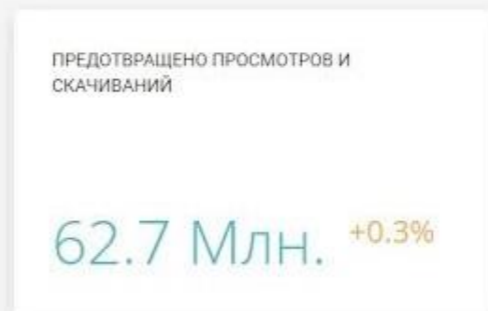 ПРЕДОТВРАЩЕНО ПРОСМОТРОВ И
СКАЧИВАНИЙ
62.7 Млн. +0.3%